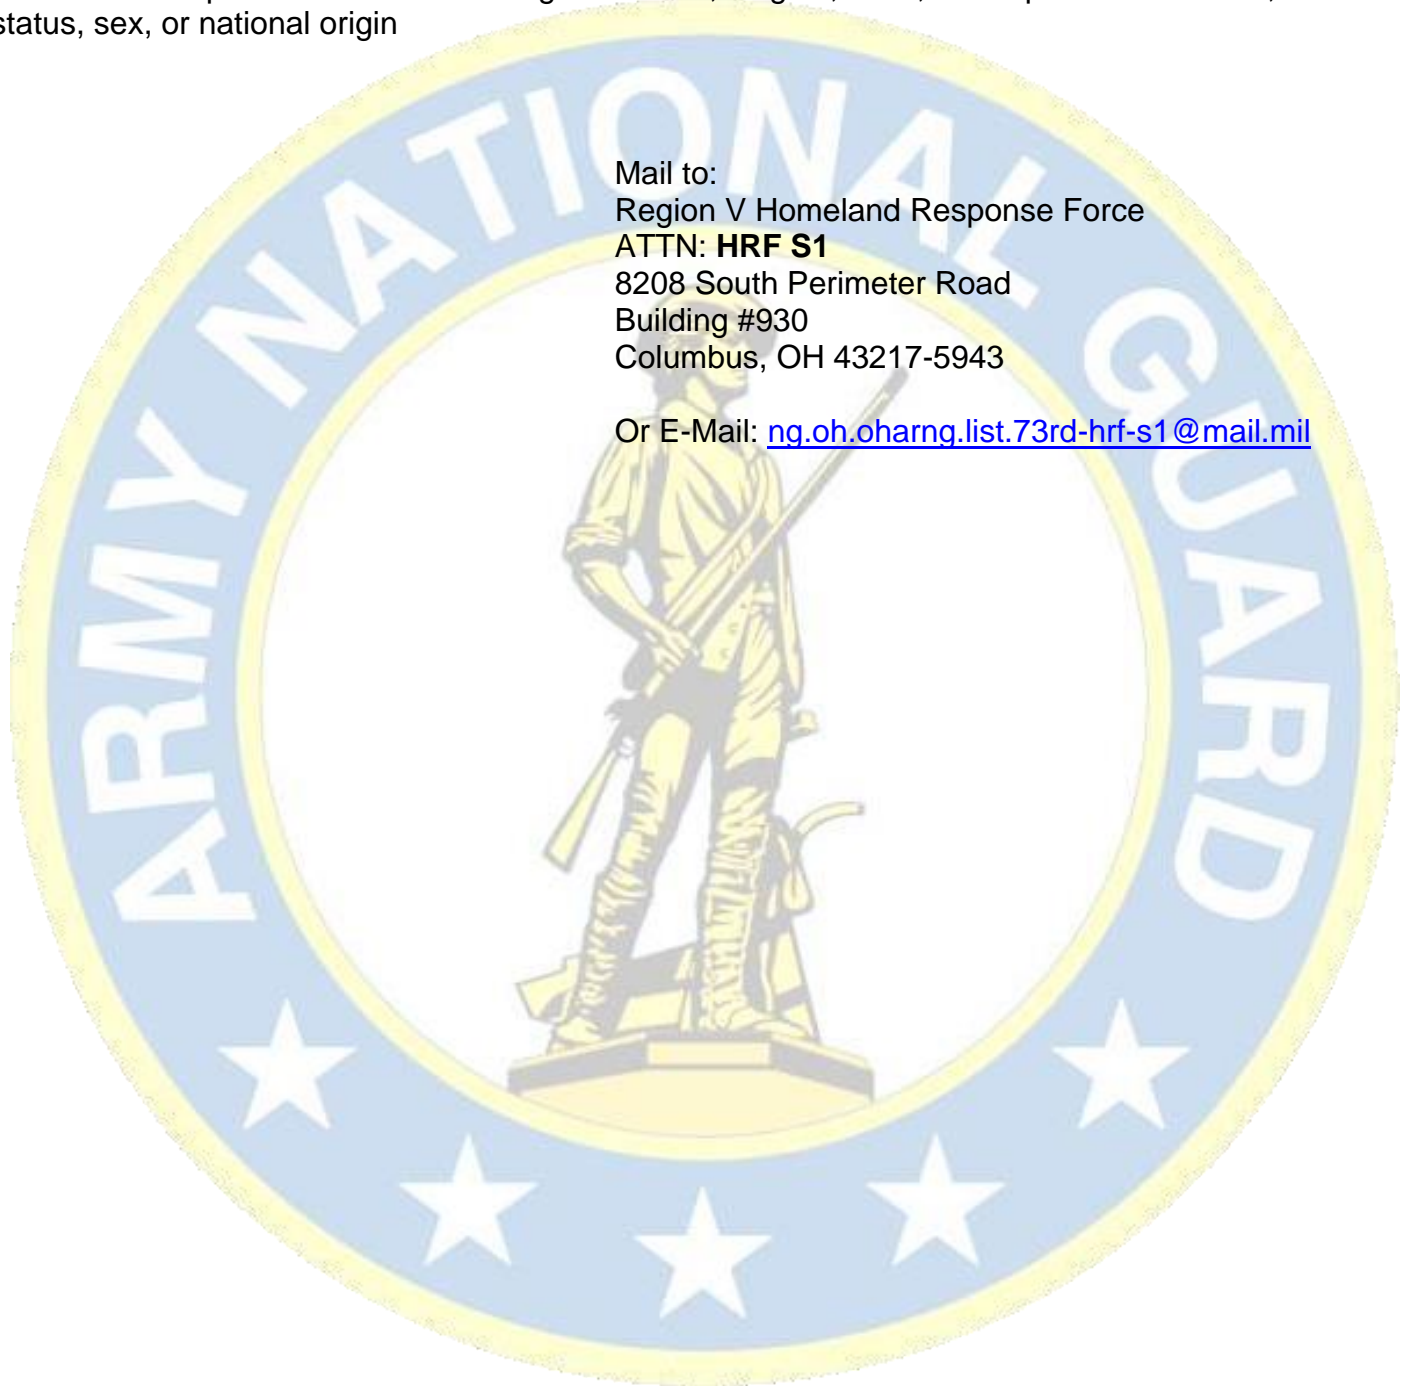 status, sex, or national origin
Mail to:
Region V Homeland Response Force
ATTN: HRF S1
8208 South Perimeter Road
Building #930
Columbus, OH 43217-5943
Or E-Mail: ng.oh.oharng.list.73rd-hrf-s1@mail.mil
ARMY NATIONAL GUARD